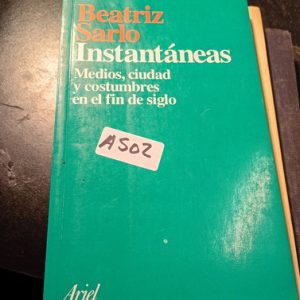 Beatriz
Sarlo
Instantáneas
Medios, ciudad
y costumbres
en el fin de siglo
A502
Ariel